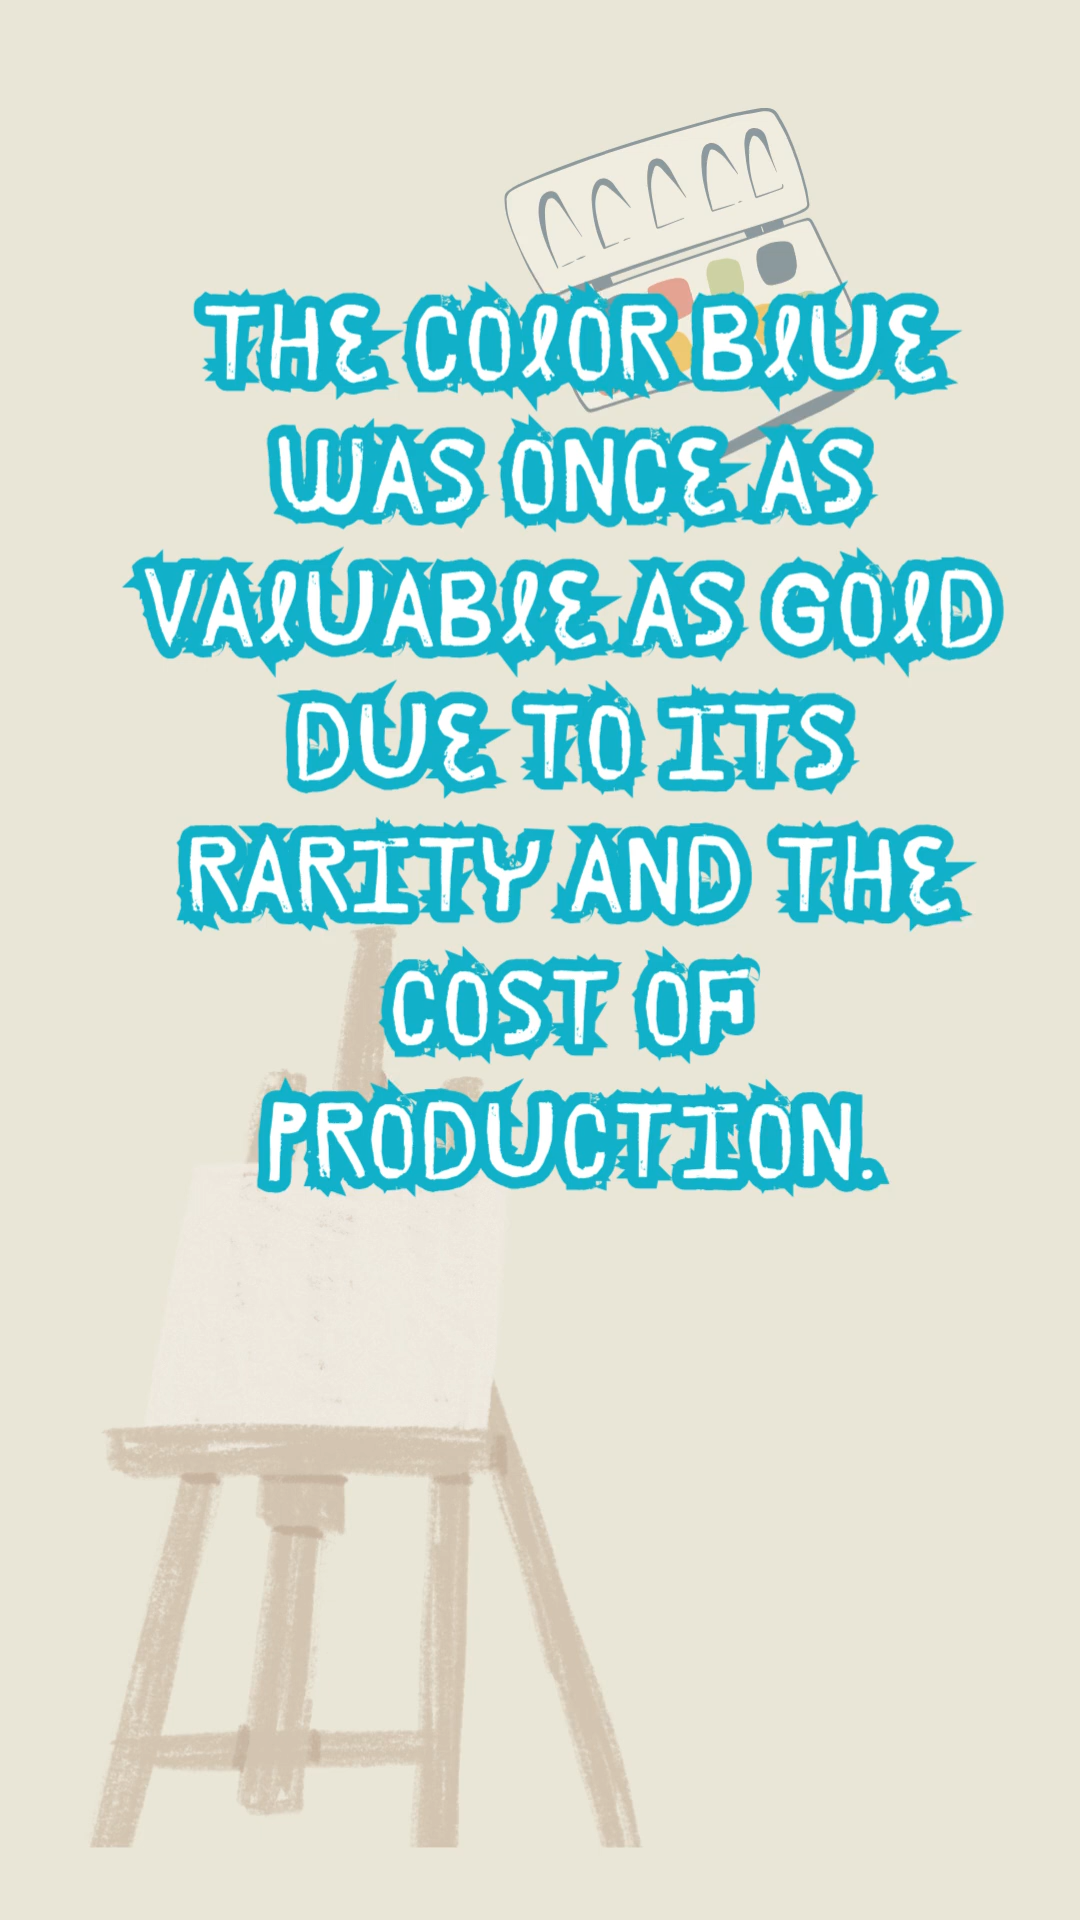 THE COLOR BLUE
WAS ONCE AS
VALUABLE AS GOLD
DUE TO ITS
RARITY AND THE
COST OF
PRODUCTION.